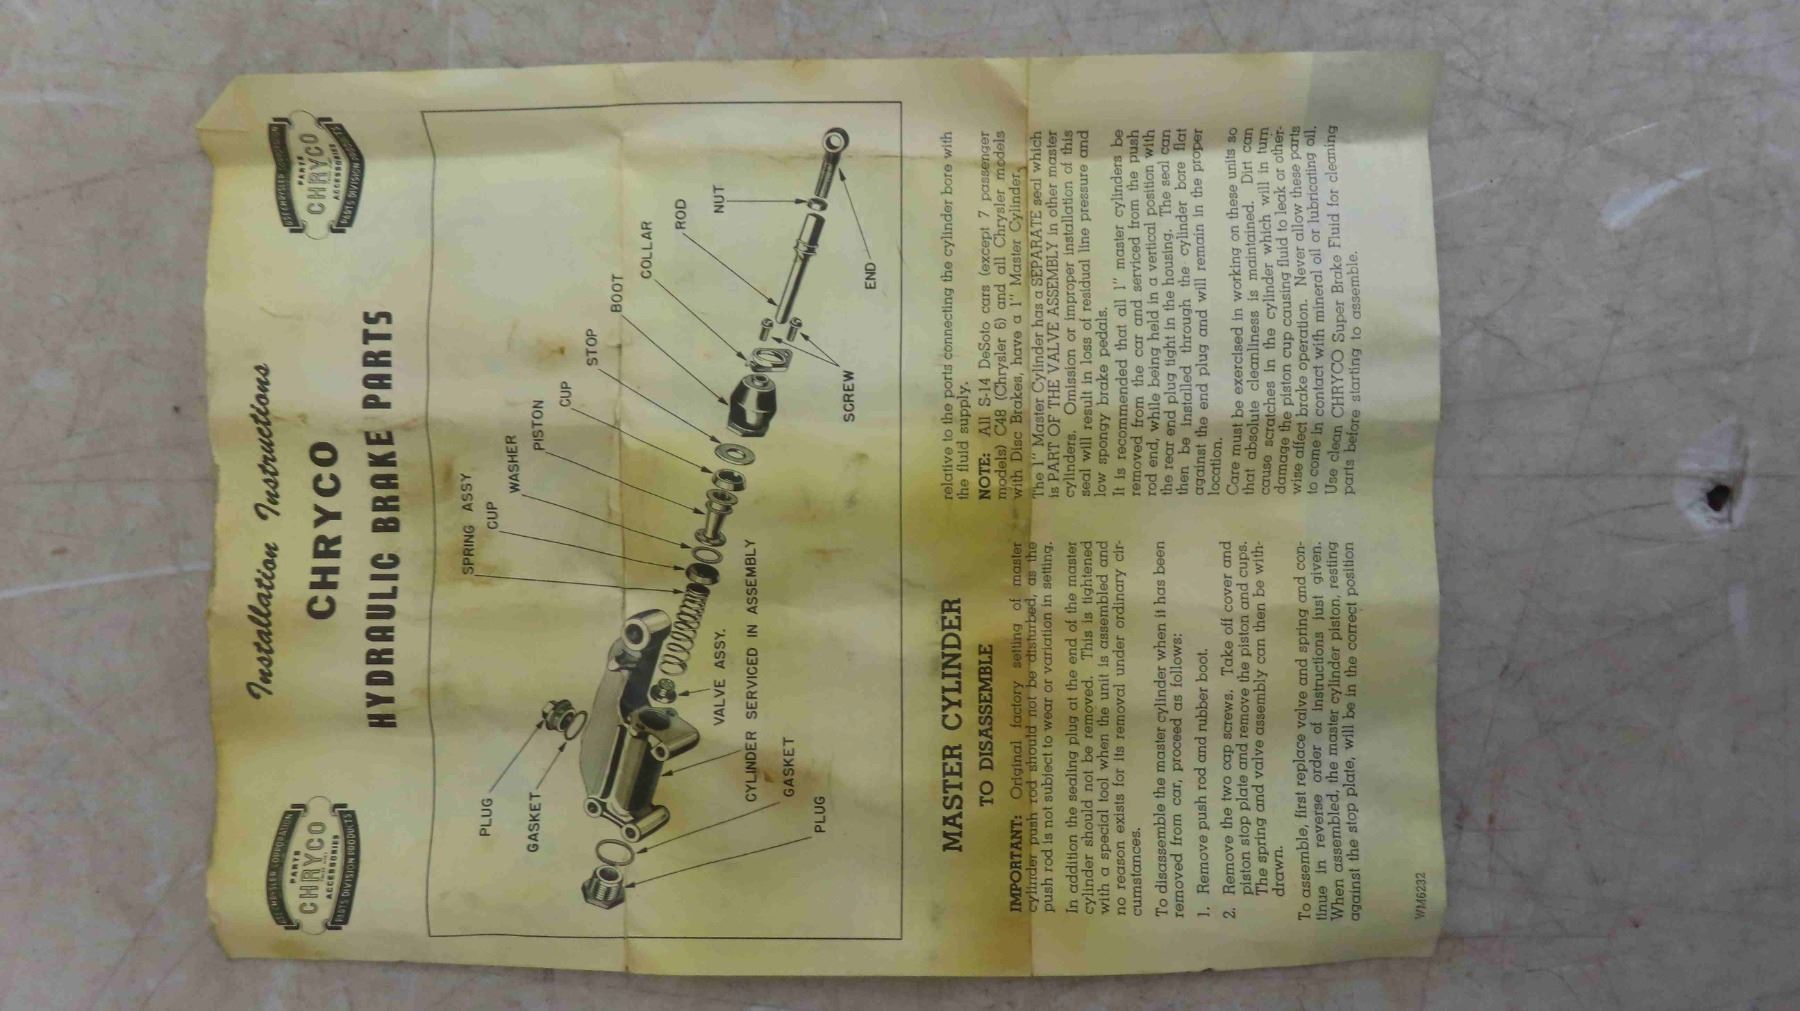 THE CHRYSLER CORPORATION
PARTS
CHRYCO
ACCESSORIES
PARTS DIVISION PRODUCTS
Installation Instructions
CHRYCO
HYDRAULIC BRAKE PARTS
CHRYSLER CORPORATION
PARTS
CHRYCO
ACCESSORIES
PARTS DIVISION PRODUCTS
SPRING ASSY
CUP
WASHER
PISTON
CUP
STOP
BOOT
COLLAR
ROD
NUT
PLUG
GASKET
VALVE ASSY.
CYLINDER SERVICED IN ASSEMBLY
GASKET
PLUG
SCREW
END
MASTER CYLINDER
TO DISASSEMBLE
IMPORTANT: Original factory setting of master
cylinder push rod should not be disturbed, as the
push rod is not subject to wear or variation in setting.
In addition the sealing plug at the end of the master
cylinder should not be removed. This is tightened
with a special tool when the unit is assembled and
no reason exists for its removal under ordinary cir-
cumstances.
To disassemble the master cylinder when it has been
removed from car, proceed as follows:
1. Remove push rod and rubber boot.
2. Remove the two cap screws. Take off cover and
piston stop plate and remove the piston and cups.
The spring and valve assembly can then be with-
drawn.
To assemble, first replace valve and spring and con-
tinue in reverse order of instructions just given.
When assembled, the master cylinder piston, resting
against the stop plate, will be in the correct position
relative to the ports connecting the cylinder bore with
the fluid supply.
NOTE: All S-14 DeSoto cars (except 7 passenger
models) C48 (Chrysler 6) and all Chrysler models
with Disc Brakes, have a 1" Master Cylinder.
The 1" Master Cylinder has a SEPARATE seal which
is PART OF THE VALVE ASSEMBLY in other master
cylinders. Omission or improper installation of this
seal will result in loss of residual line pressure and
low spongy brake pedals.
It is recommended that all 1" master cylinders be
removed from the car and serviced from the push
rod end, while being held in a vertical position with
the rear end plug tight in the housing. The seal can
then be installed through the cylinder bore flat
against the end plug and will remain in the proper
location.
Care must be exercised in working on these units so
that absolute cleanliness is maintained. Dirt can
cause scratches in the cylinder which will in turn
damage the piston cup causing fluid to leak or other-
wise affect brake operation. Never allow these parts
to come in contact with mineral oil or lubricating oil.
Use clean CHRYCO Super Brake Fluid for cleaning
parts before starting to assemble.
WM6232